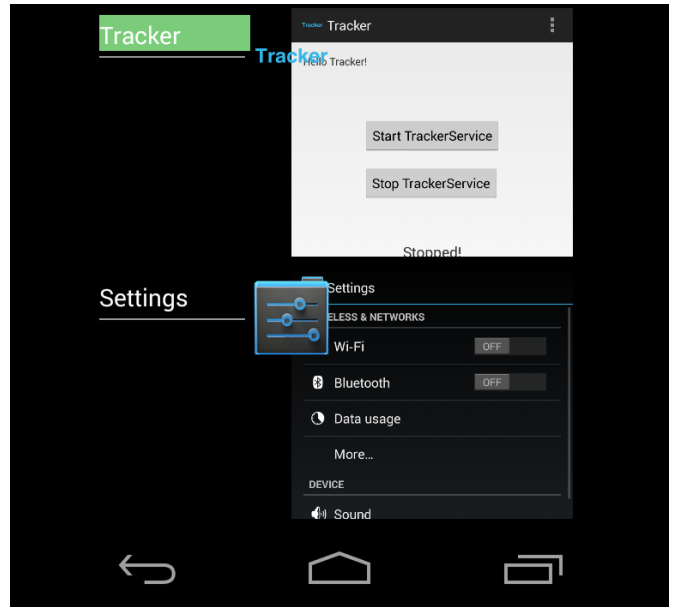 Tracker
Tracker
Tracker Tracker
Hello Tracker!
Start TrackerService
Stop TrackerService
Stopped!
Settings
Settings
ELESS & NETWORKS
Wi-Fi OFF
Bluetooth OFF
Data usage
More...
DEVICE
Sound